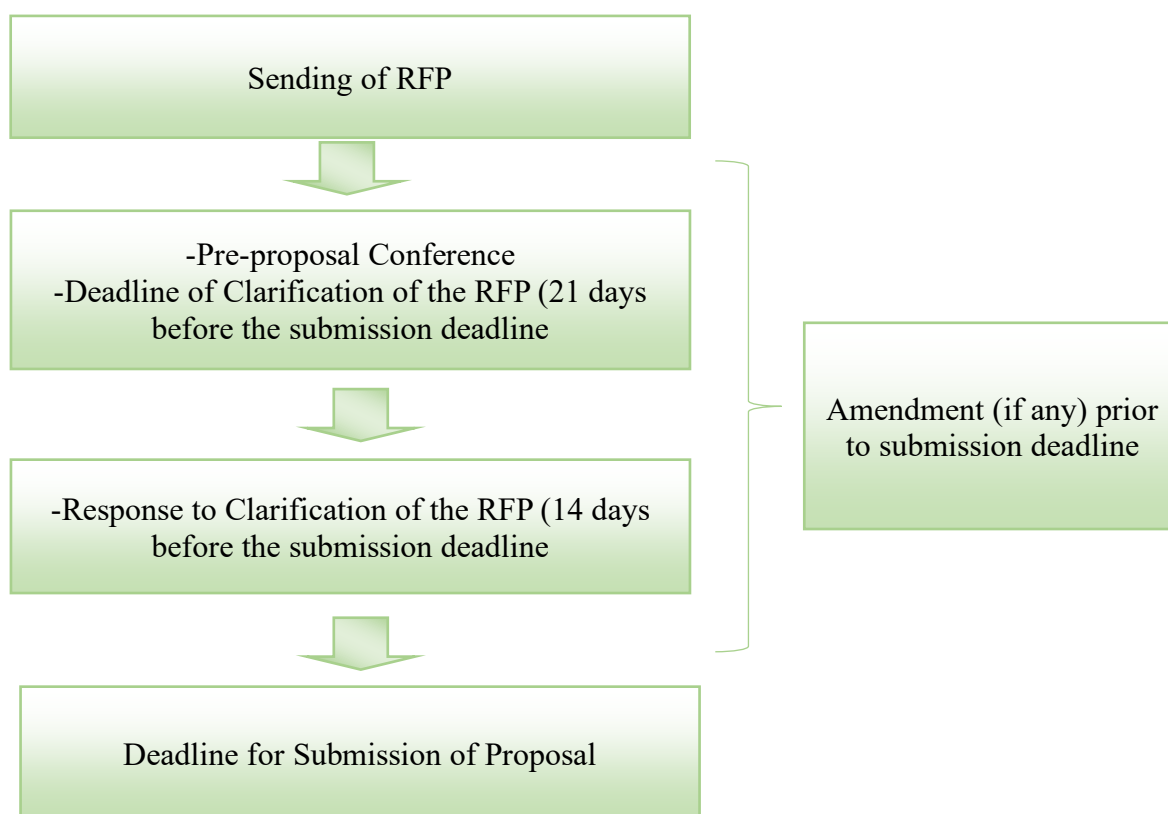 Sending of RFP
-Pre-proposal Conference
-Deadline of Clarification of the RFP (21 days
before the submission deadline
Amendment (if any) prior
to submission deadline
-Response to Clarification of the RFP (14 days
before the submission deadline
Deadline for Submission of Proposal